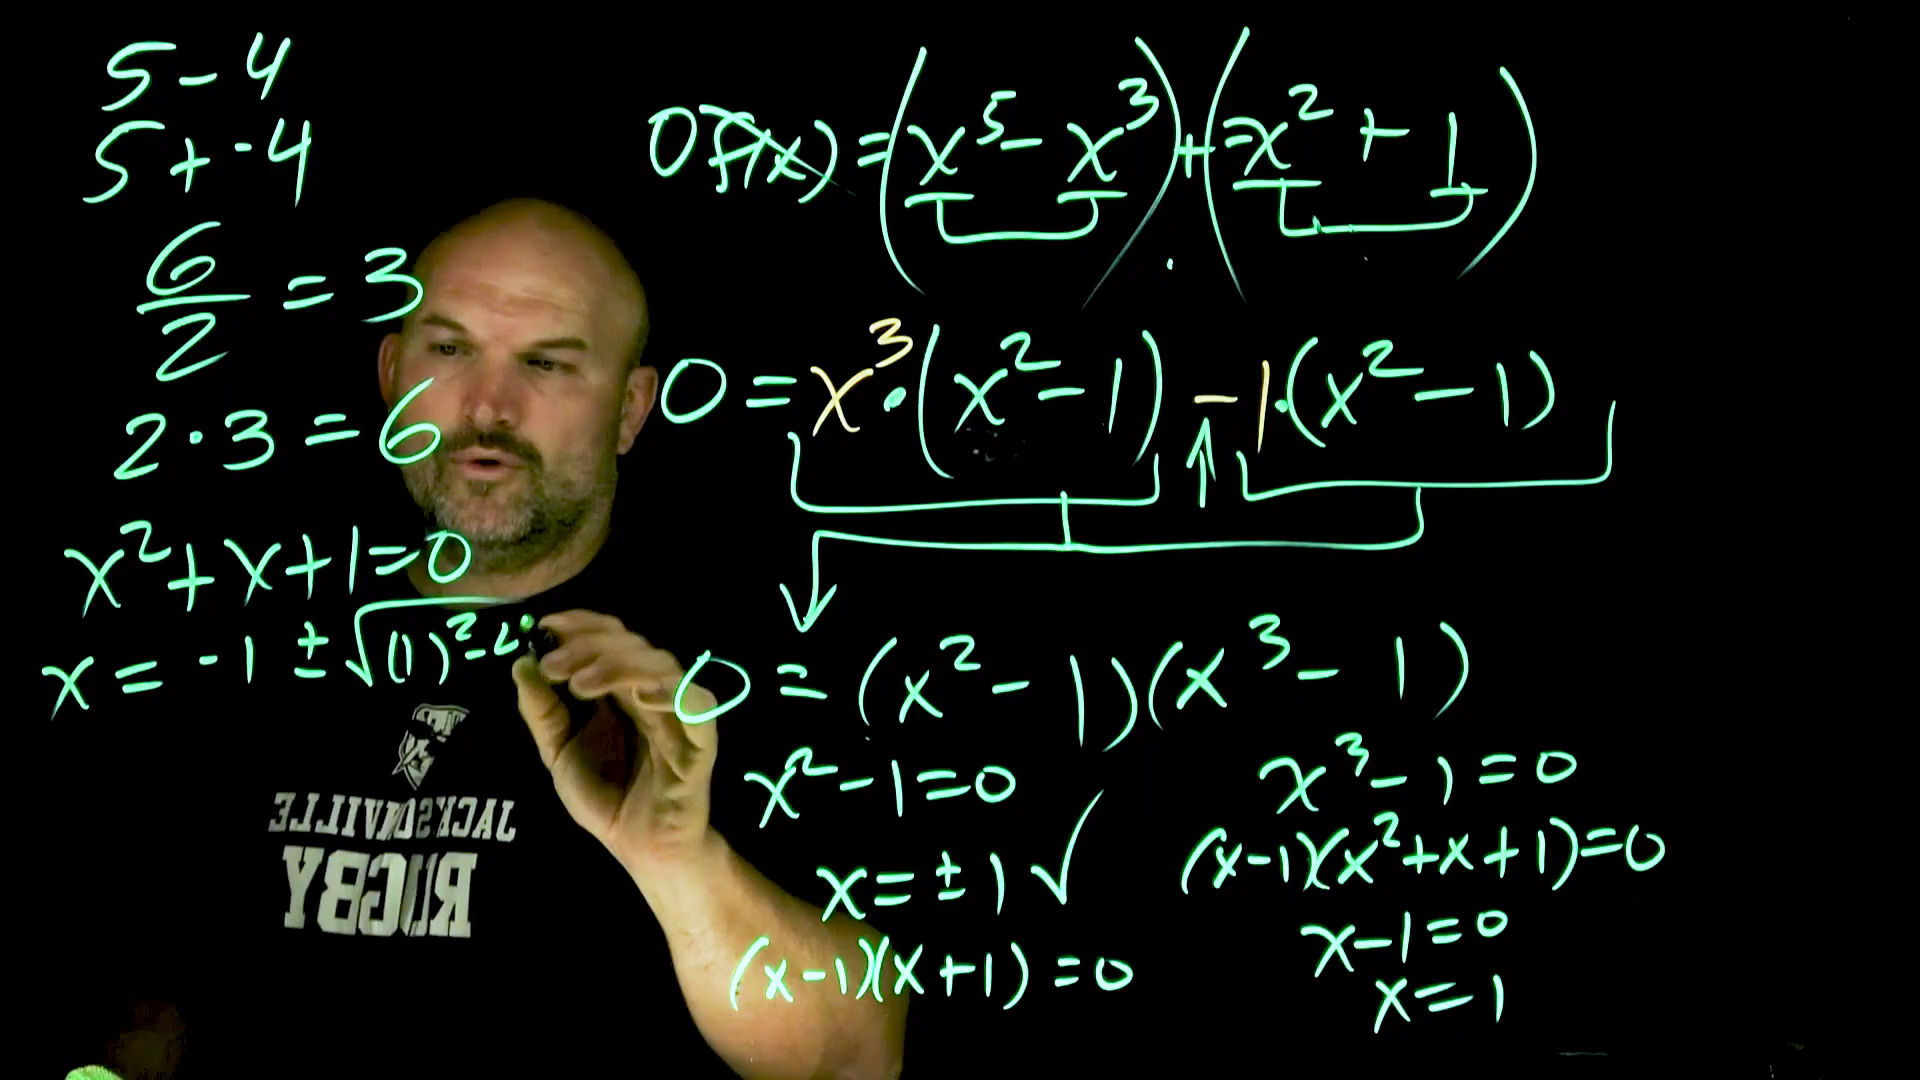 5 - 4
5 + -4
6/2 = 3
2 · 3 = 6
x² + x + 1 = 0
x = -1 ± √(1)² - 4
JACKSONVILLE
RUGBY
0 f(x) = (x⁵ - x³) + (-x² + 1)
0 = x³ · (x² - 1) - 1 · (x² - 1)
0 = (x² - 1)(x³ - 1)
x² - 1 = 0
x = ± 1 ✓
(x - 1)(x + 1) = 0
x³ - 1 = 0
(x - 1)(x² + x + 1) = 0
x - 1 = 0
x = 1